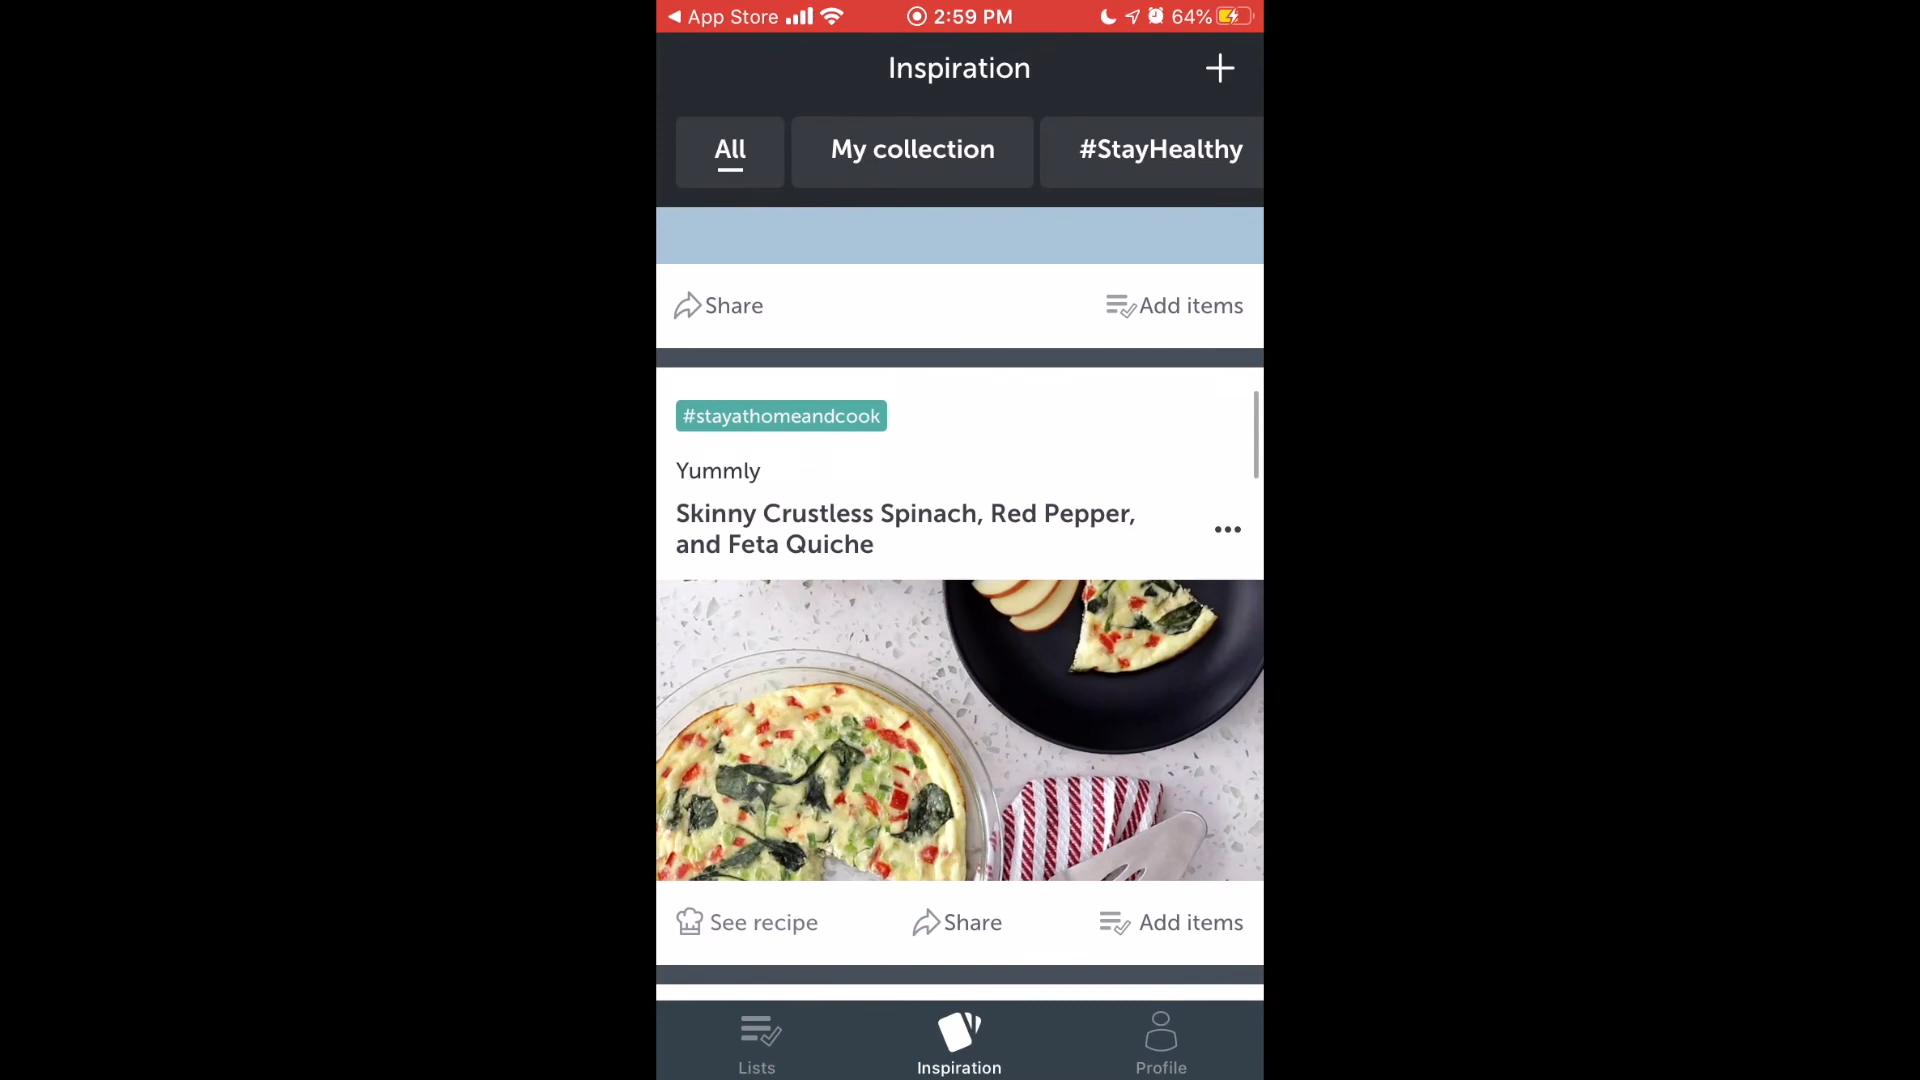 App Store
2:59 PM
64%
Inspiration
All
My collection
#StayHealthy
Share
Add items
#stayathomeandcook
Yummly
Skinny Crustless Spinach, Red Pepper,
and Feta Quiche
See recipe
Share
Add items
Lists
Inspiration
Profile